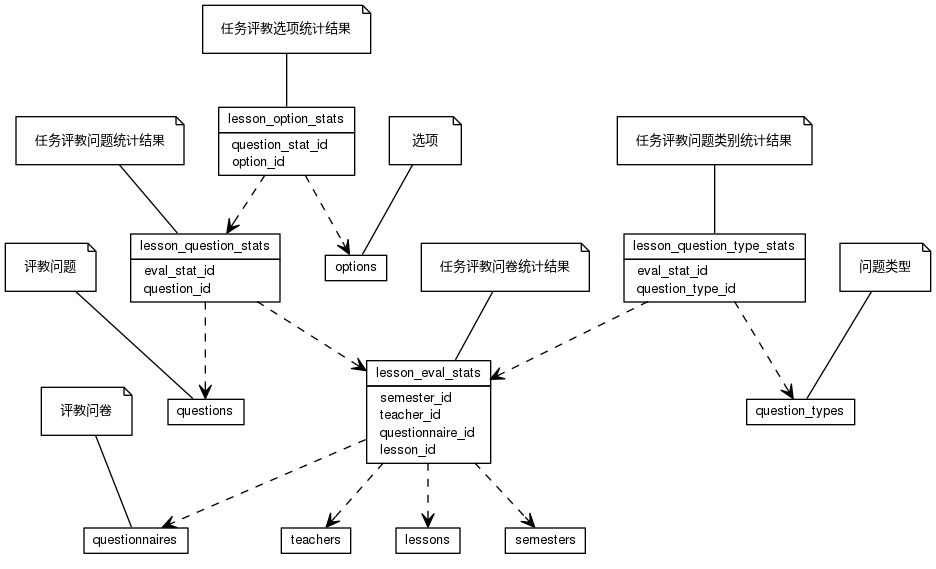 任务评教选项统计结果
lesson_option_stats
question_stat_id
option_id
任务评教问题统计结果
选项
任务评教问题类别统计结果
lesson_question_stats
eval_stat_id
question_id
options
lesson_question_type_stats
eval_stat_id
question_type_id
评教问题
任务评教问卷统计结果
问题类型
lesson_eval_stats
semester_id
teacher_id
questionnaire_id
lesson_id
questions
question_types
评教问卷
questionnaires
teachers
lessons
semesters